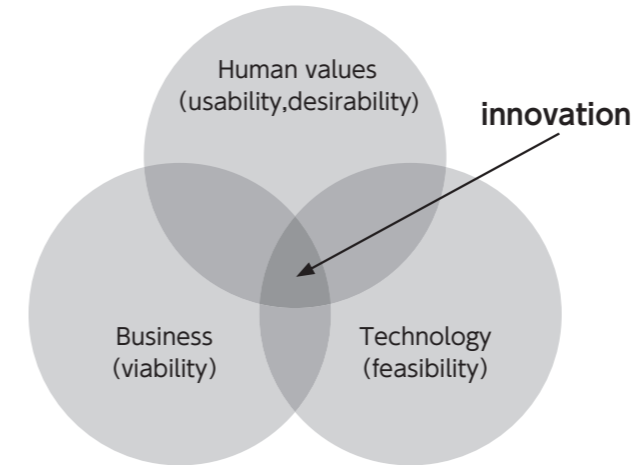 Human values
(usability,desirability)
innovation
Business
(viability)
Technology
(feasibility)